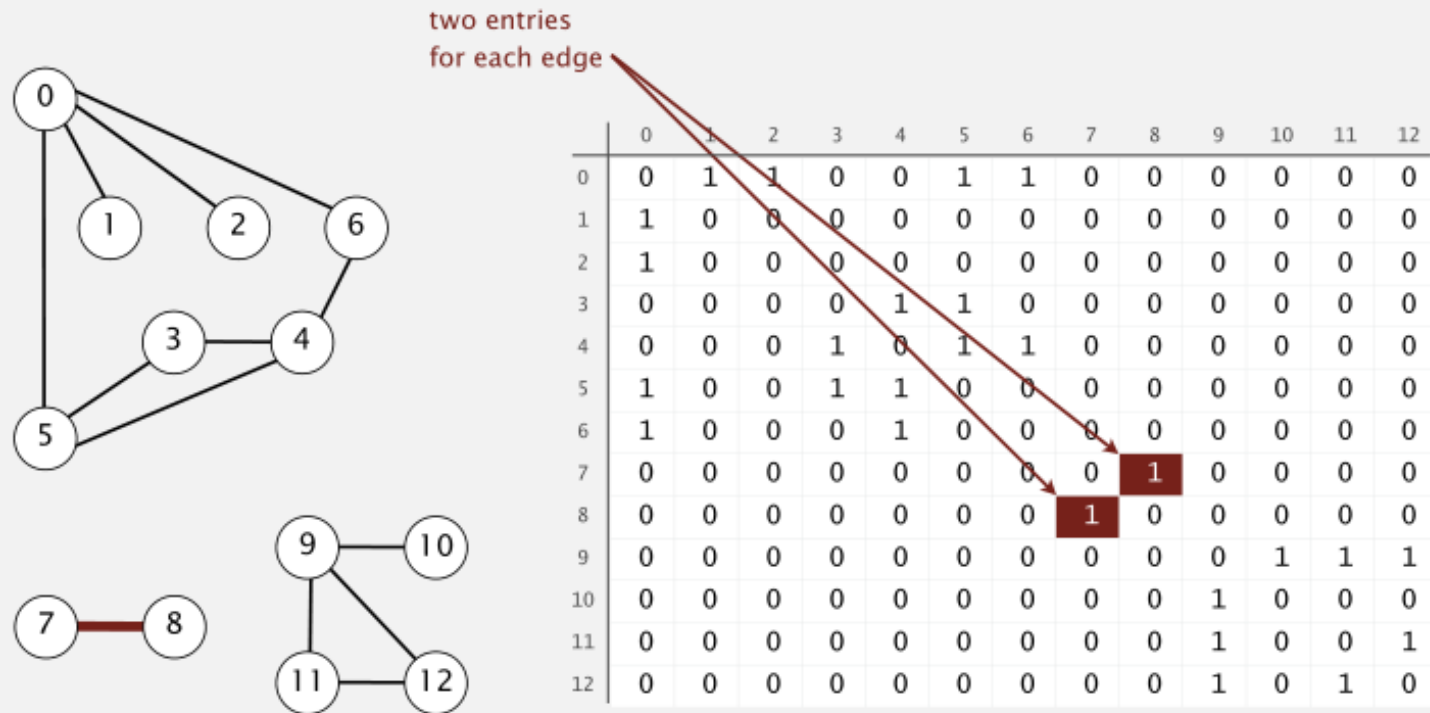 two entries
for each edge
0
1
2
6
3
4
5
9
10
7
8
11
12
0 1 2 3 4 5 6 7 8 9 10 11 12
0 0 1 1 0 0 1 1 0 0 0 0 0 0
1 1 0 0 0 0 0 0 0 0 0 0 0 0
2 1 0 0 0 0 0 0 0 0 0 0 0 0
3 0 0 0 0 1 1 0 0 0 0 0 0 0
4 0 0 0 1 0 1 1 0 0 0 0 0 0
5 1 0 0 1 1 0 0 0 0 0 0 0 0
6 1 0 0 0 1 0 0 0 0 0 0 0 0
7 0 0 0 0 0 0 0 0 1 0 0 0 0
8 0 0 0 0 0 0 0 1 0 0 0 0 0
9 0 0 0 0 0 0 0 0 0 0 1 1 1
10 0 0 0 0 0 0 0 0 0 1 0 0 0
11 0 0 0 0 0 0 0 0 0 1 0 0 1
12 0 0 0 0 0 0 0 0 0 1 0 1 0